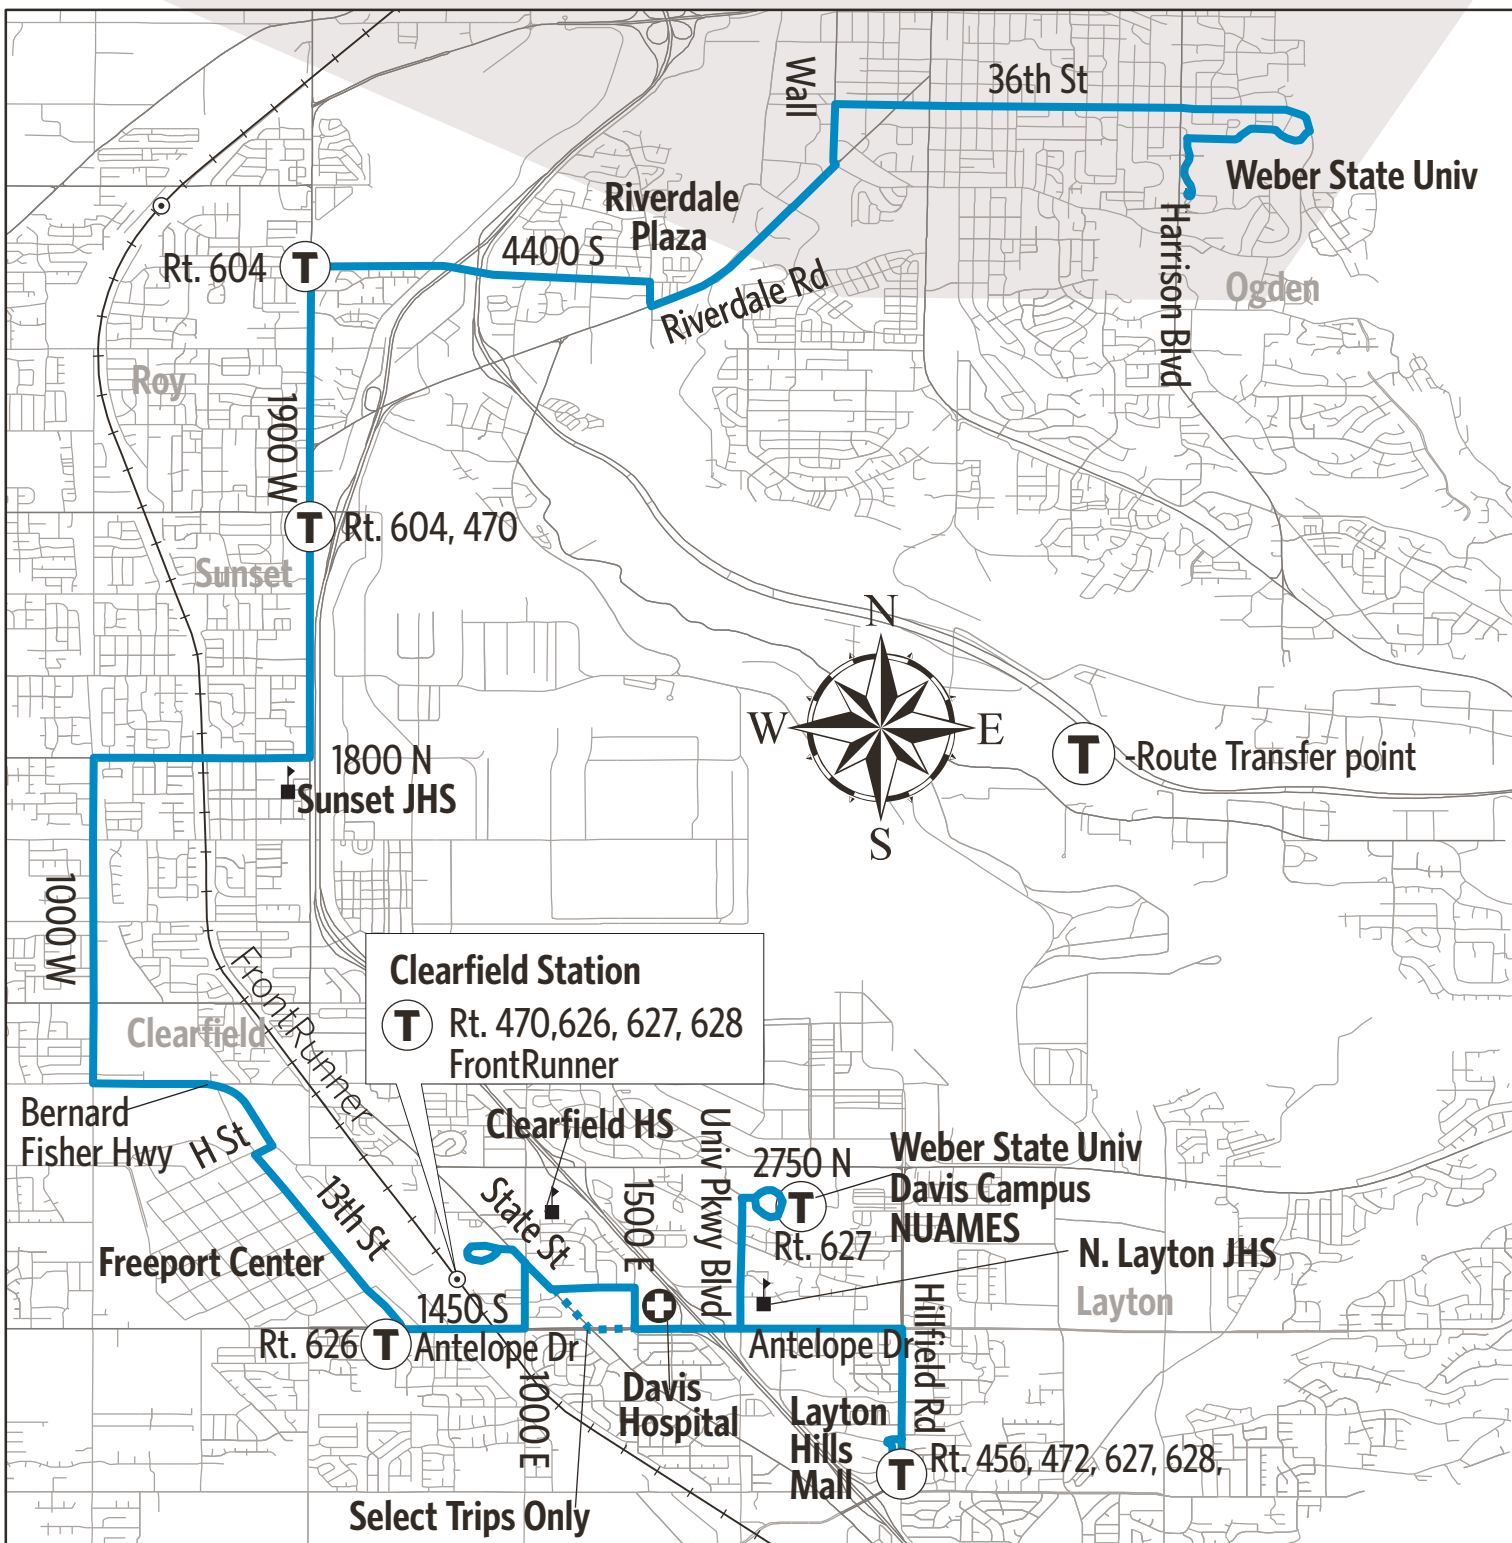 Wall
36th St
Weber State Univ
Riverdale
Plaza
4400 S
Rt. 604
T
Riverdale Rd
Harrison Blvd
Ogden
Roy
1900 W
T
Rt. 604, 470
Sunset
N
W
E
S
T
-Route Transfer point
1800 N
Sunset JHS
1000 W
FrontRunner
Clearfield Station
T
Rt. 470,626, 627, 628
FrontRunner
Clearfield
Bernard
Fisher Hwy
H St
Clearfield HS
Univ Pkwy Blvd
2750 N
Weber State Univ
Davis Campus
NUAMES
T
Rt. 627
13th St
State St
1500 E
Freeport Center
N. Layton JHS
Layton
1450 S
Rt. 626
T
Antelope Dr
Antelope Dr
Hillfield Rd
1000 E
Davis
Hospital
Layton
Hills
Mall
T
Rt. 456, 472, 627, 628,
Select Trips Only